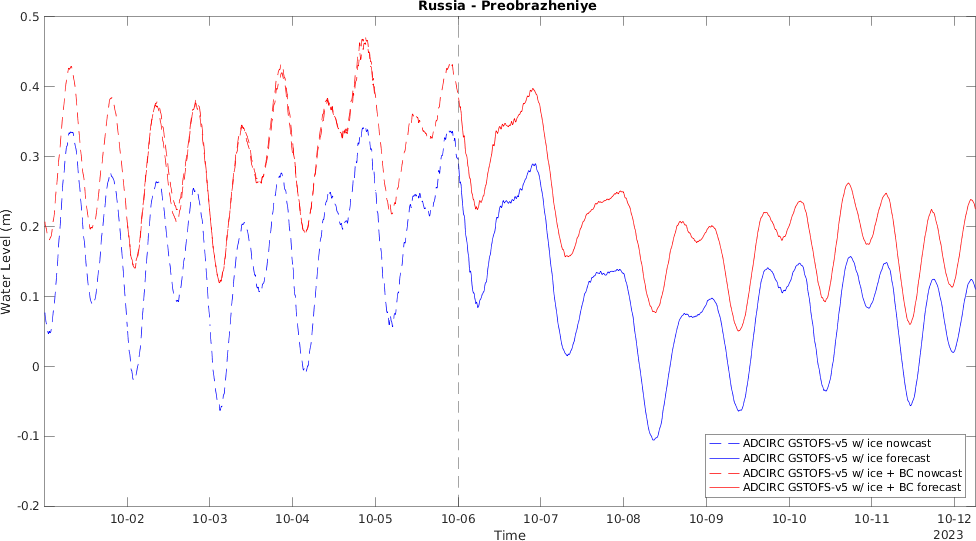 Russia - Preobrazheniye
Water Level (m)
0.5
0.4
0.3
0.2
0.1
0
-0.1
-0.2
ADCIRC GSTOFS-v5 w/ ice nowcast
ADCIRC GSTOFS-v5 w/ ice forecast
ADCIRC GSTOFS-v5 w/ ice + BC nowcast
ADCIRC GSTOFS-v5 w/ ice + BC forecast
10-02 10-03 10-04 10-05 10-06 10-07 10-08 10-09 10-10 10-11 10-12
Time 2023